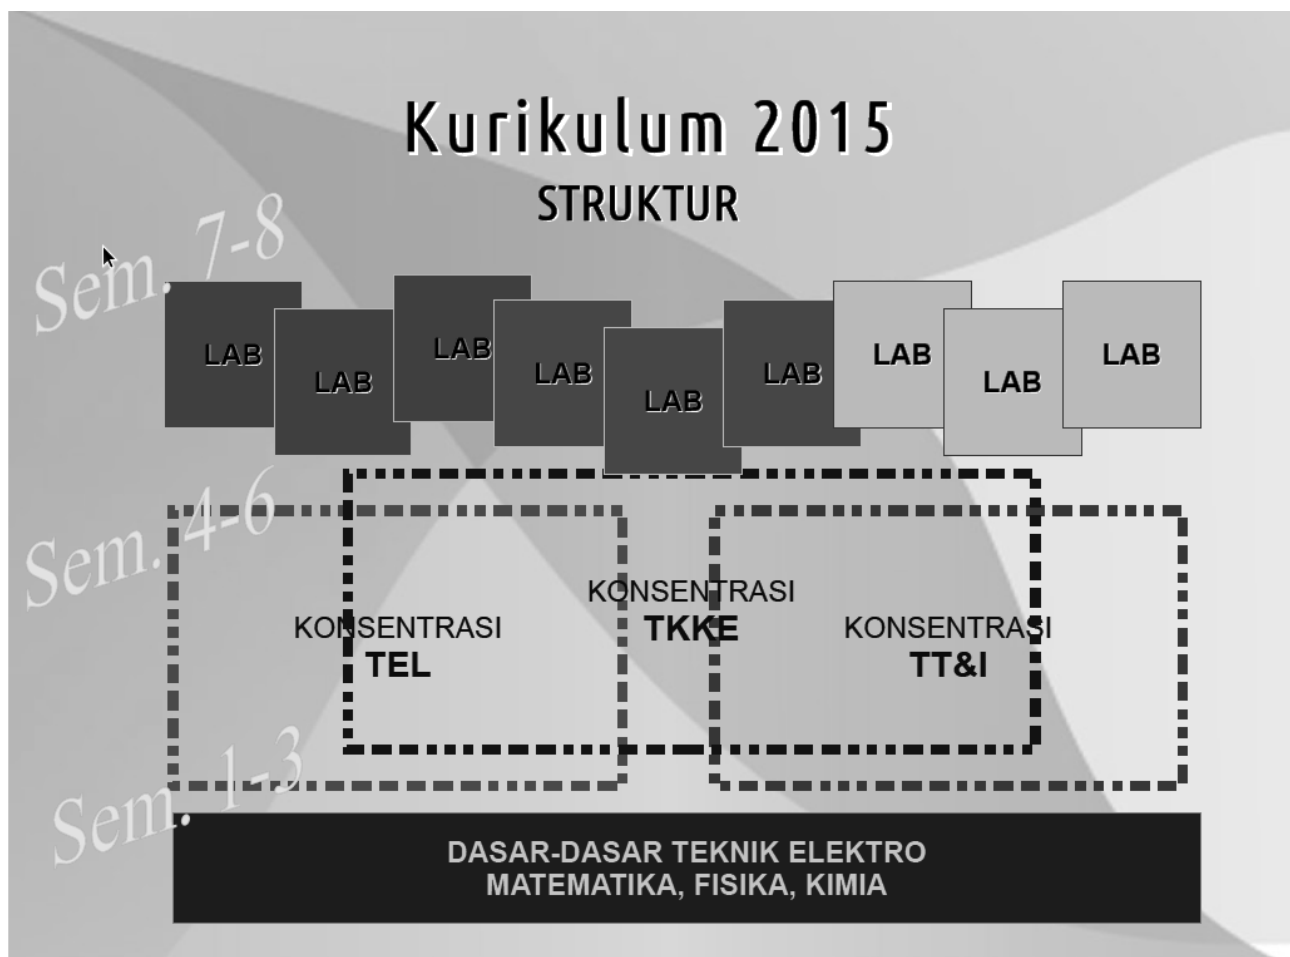 Kurikulum 2015
STRUKTUR
Sem. 7-8
LAB
LAB
LAB
LAB
LAB
LAB
LAB
LAB
LAB
Sem. 4-6
KONSENTRASI
TEL
KONSENTRASI
TKKE
KONSENTRASI
TT&I
Sem. 1-3
DASAR-DASAR TEKNIK ELEKTRO
MATEMATIKA, FISIKA, KIMIA